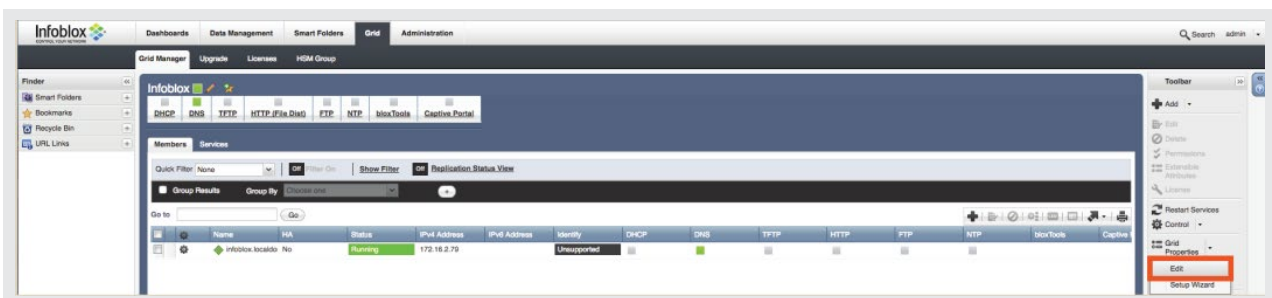 Infoblox
CONTROL YOUR NETWORK
Dashboards Data Management Smart Folders Grid Administration
Search admin
Grid Manager Upgrade Licenses HSM Group
Finder
Smart Folders
Bookmarks
Recycle Bin
URL Links
Infoblox
DHCP DNS TFTP HTTP (File Dist) FTP NTP bloxTools Captive Portal
Members Services
Quick Filter None Off Filter On Show Filter Off Replication Status View
Group Results Group By Choose one
Go to Go
Name HA Status IPv4 Address IPv6 Address Identify DHCP DNS TFTP HTTP FTP NTP bloxTools Captive
infoblox.localdo No Running 172.16.2.79 Unsupported
Toolbar
Add
Edit
Delete
Permissions
Extensible
Attributes
License
Restart Services
Control
Grid
Properties
Edit
Setup Wizard